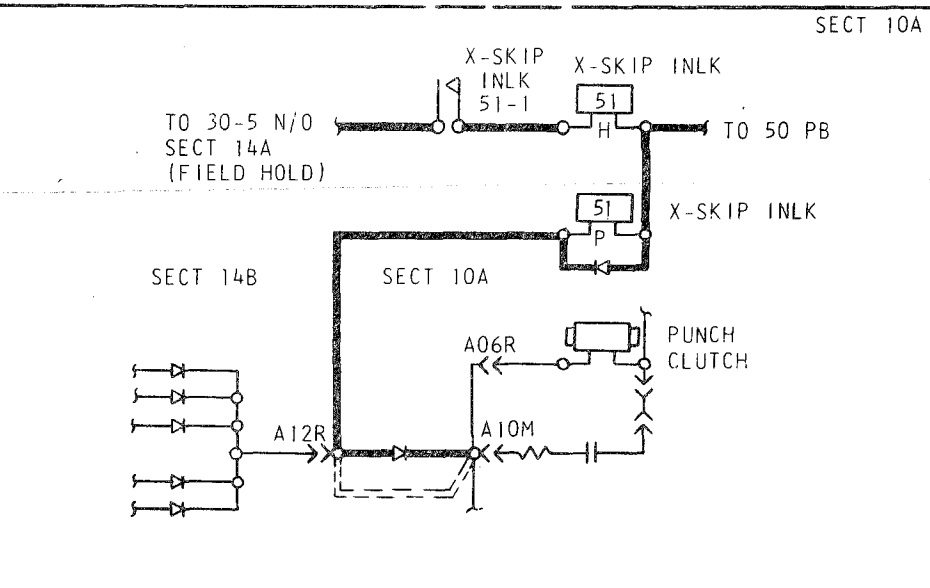 SECT 10A
X-SKIP
INLK
51-1
X-SKIP INLK
51
H
TO 30-5 N/O
SECT 14A
(FIELD HOLD)
TO 50 PB
51
P
X-SKIP INLK
SECT 14B
SECT 10A
A06R
PUNCH
CLUTCH
A12R
A10M